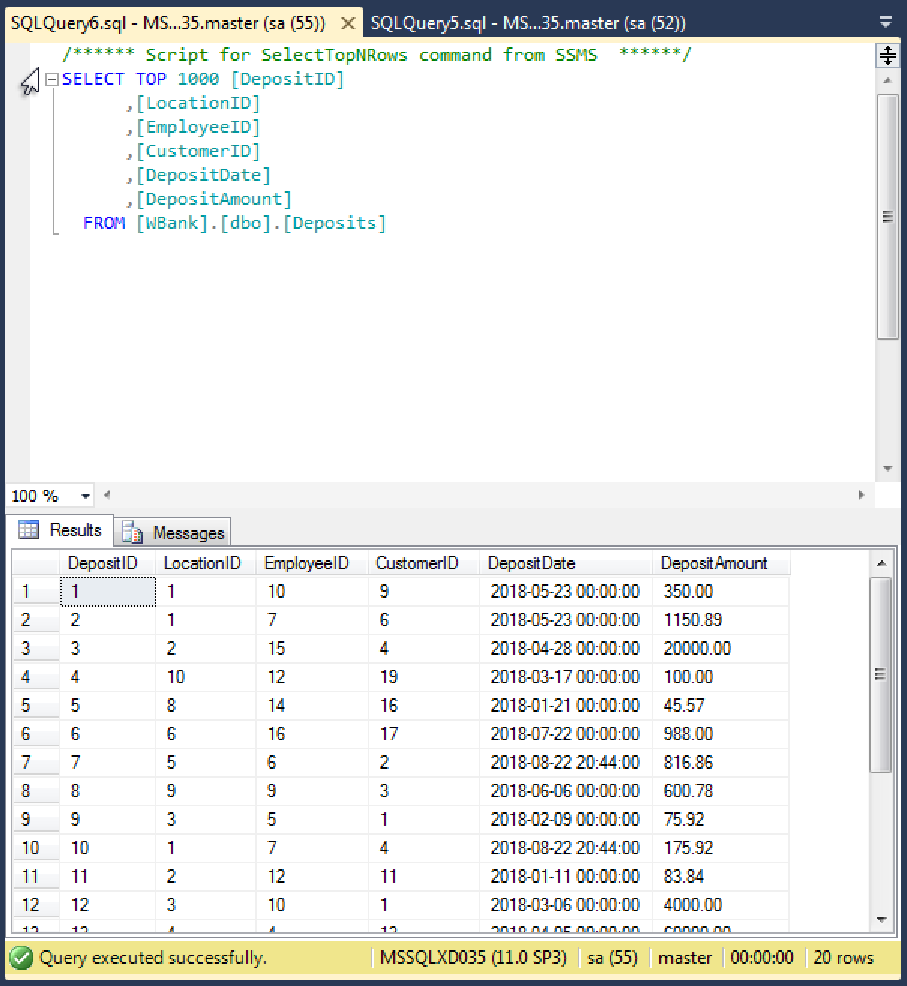 SQLQuery6.sql - MS...35.master (sa (55)) SQLQuery5.sql - MS...35.master (sa (52))
/****** Script for SelectTopNRows command from SSMS ******/
SELECT TOP 1000 [DepositID]
,[LocationID]
,[EmployeeID]
,[CustomerID]
,[DepositDate]
,[DepositAmount]
FROM [WBank].[dbo].[Deposits]
100 %
Results Messages
DepositID LocationID EmployeeID CustomerID DepositDate DepositAmount
1 1 1 10 9 2018-05-23 00:00:00 350.00
2 2 1 7 6 2018-05-23 00:00:00 1150.89
3 3 2 15 4 2018-04-28 00:00:00 20000.00
4 4 10 12 19 2018-03-17 00:00:00 100.00
5 5 8 14 16 2018-01-21 00:00:00 45.57
6 6 6 16 17 2018-07-22 00:00:00 988.00
7 7 5 6 2 2018-08-22 20:44:00 816.86
8 8 9 9 3 2018-06-06 00:00:00 600.78
9 9 3 5 1 2018-02-09 00:00:00 75.92
10 10 1 7 4 2018-08-22 20:44:00 175.92
11 11 2 12 11 2018-01-11 00:00:00 83.84
12 12 3 10 1 2018-03-06 00:00:00 4000.00
Query executed successfully. MSSQLXD035 (11.0 SP3) sa (55) master 00:00:00 20 rows